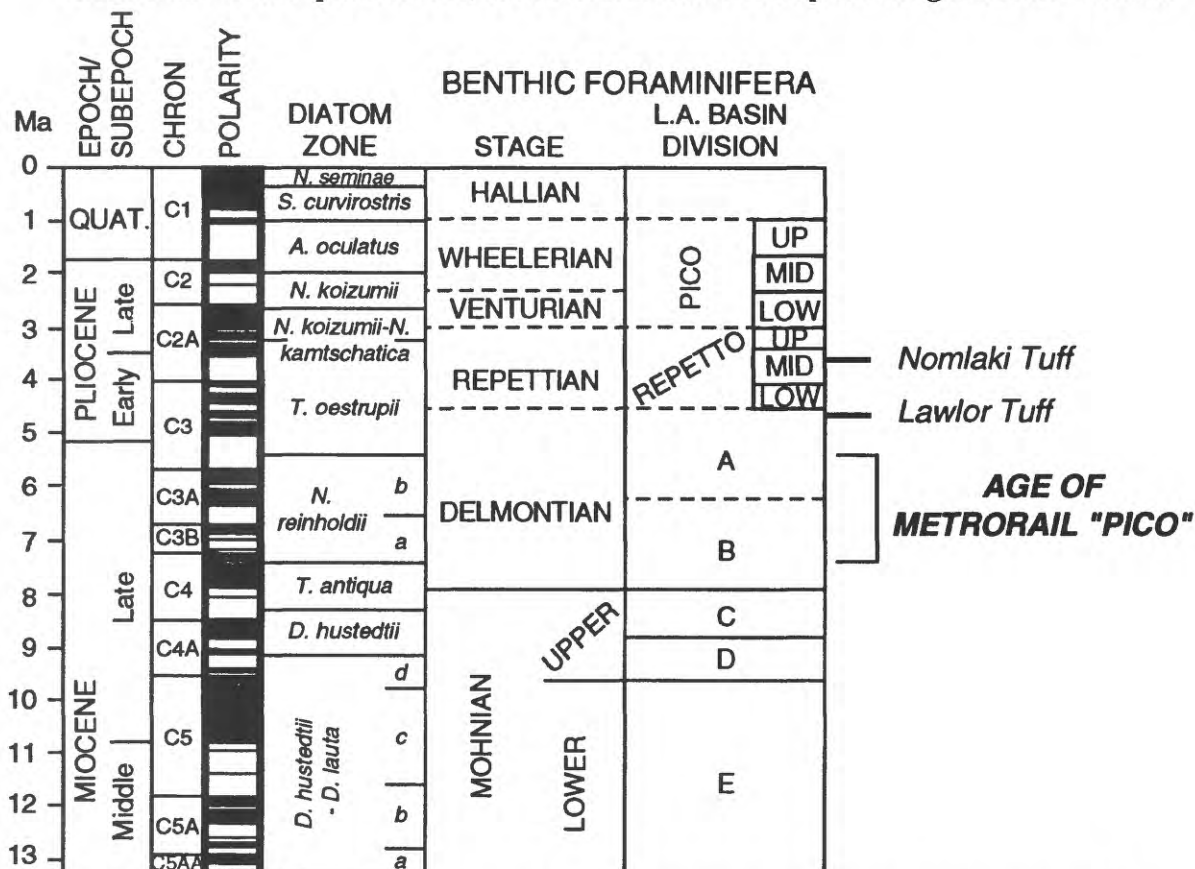 EPOCH/
SUBEPOCH
CHRON
POLARITY
BENTHIC FORAMINIFERA
Ma
DIATOM
ZONE
STAGE
L.A. BASIN
DIVISION
0
1
2
3
4
5
6
7
8
9
10
11
12
13
QUAT.
PLIOCENE
Late
Early
MIOCENE
Late
Middle
C1
C2
C2A
C3
C3A
C3B
C4
C4A
C5
C5A
C5AA
N. seminae
S. curvirostris
A. oculatus
N. koizumii
N. koizumii-N.
kamtschatica
T. oestrupii
N.
reinholdii
b
a
T. antiqua
D. hustedtii
D. hustedtii
- D. lauta
d
c
b
a
HALLIAN
WHEELERIAN
VENTURIAN
REPETTIAN
DELMONTIAN
MOHNIAN
UPPER
LOWER
PICO
UP
MID
LOW
REPETTO
UP
MID
LOW
A
B
C
D
E
Nomlaki Tuff
Lawlor Tuff
AGE OF
METRORAIL "PICO"